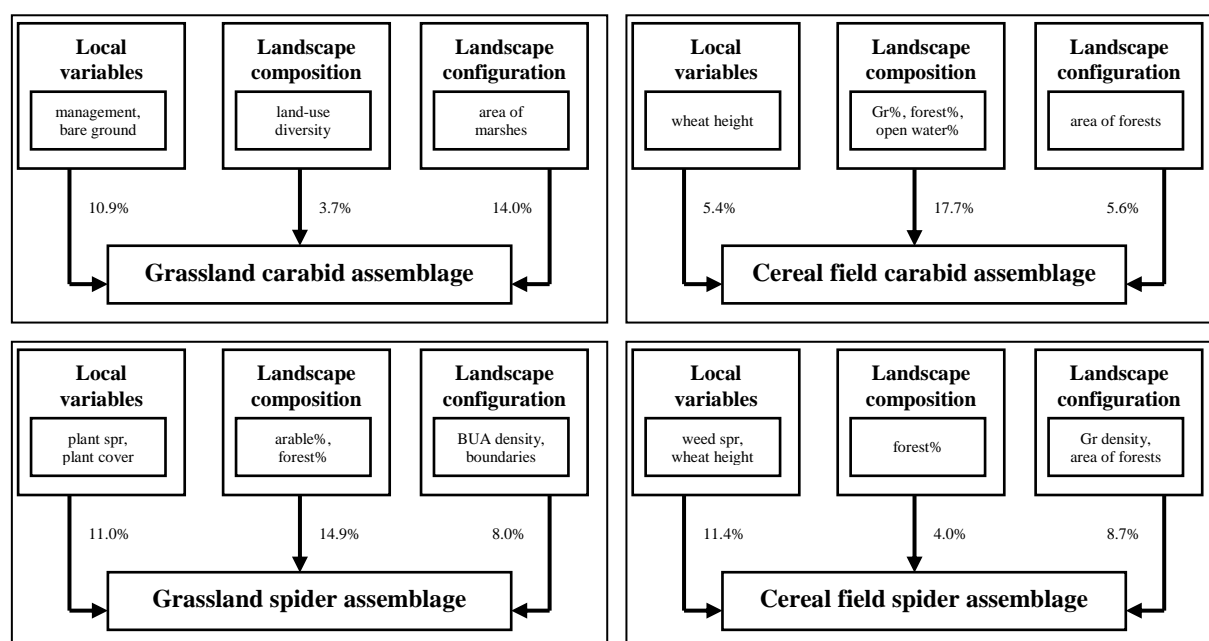 Local
variables
management,
bare ground
Landscape
composition
land-use
diversity
Landscape
configuration
area of
marshes
10.9%
3.7%
14.0%
Grassland carabid assemblage
Local
variables
wheat height
Landscape
composition
Gr%, forest%,
open water%
Landscape
configuration
area of forests
5.4%
17.7%
5.6%
Cereal field carabid assemblage
Local
variables
plant spr,
plant cover
Landscape
composition
arable%,
forest%
Landscape
configuration
BUA density,
boundaries
11.0%
14.9%
8.0%
Grassland spider assemblage
Local
variables
weed spr,
wheat height
Landscape
composition
forest%
Landscape
configuration
Gr density,
area of forests
11.4%
4.0%
8.7%
Cereal field spider assemblage